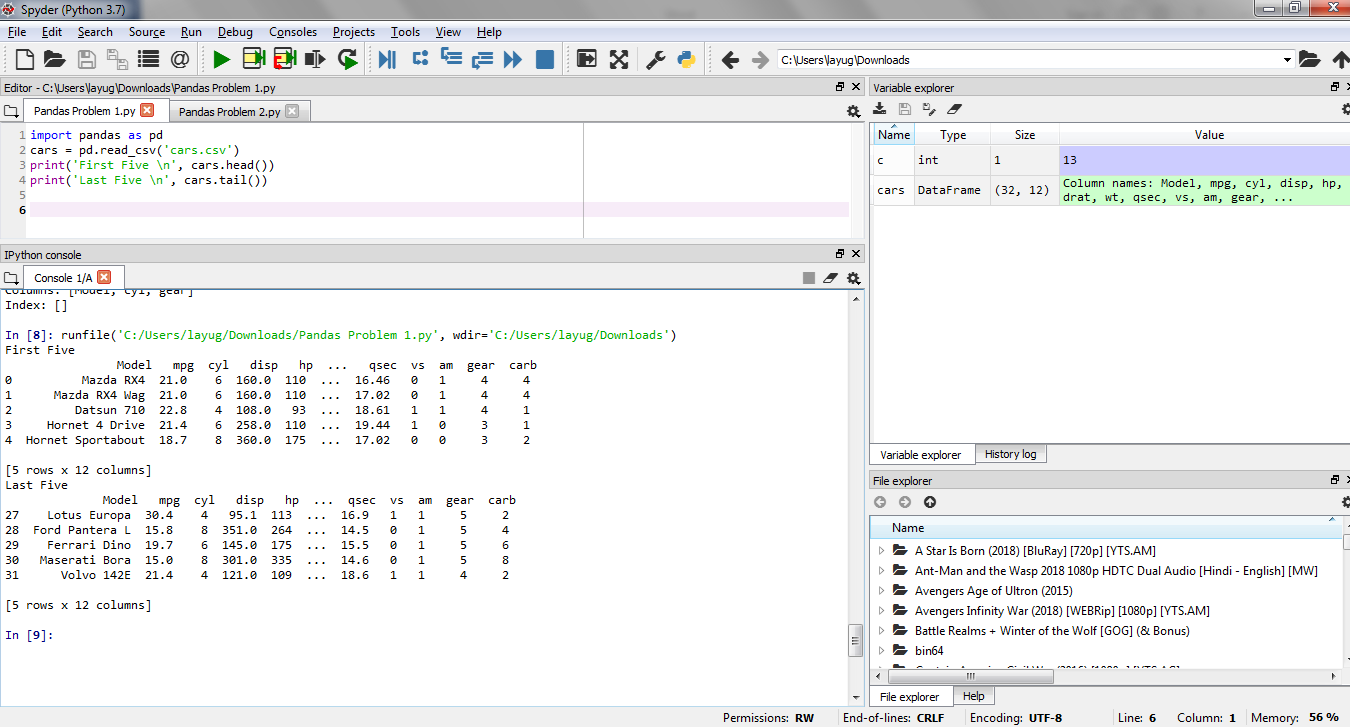 Spyder (Python 3.7)
File Edit Search Source Run Debug Consoles Projects Tools View Help
C:\Users\layug\Downloads
Editor - C:\Users\layug\Downloads\Pandas Problem 1.py
Pandas Problem 1.py Pandas Problem 2.py
1 import pandas as pd
2 cars = pd.read_csv('cars.csv')
3 print('First Five \n', cars.head())
4 print('Last Five \n', cars.tail())
5
6
IPython console
Console 1/A
Columns: [Model, cyl, gear]
Index: []
In [8]: runfile('C:/Users/layug/Downloads/Pandas Problem 1.py', wdir='C:/Users/layug/Downloads')
First Five
Model mpg cyl disp hp ... qsec vs am gear carb
0 Mazda RX4 21.0 6 160.0 110 ... 16.46 0 1 4 4
1 Mazda RX4 Wag 21.0 6 160.0 110 ... 17.02 0 1 4 4
2 Datsun 710 22.8 4 108.0 93 ... 18.61 1 1 4 1
3 Hornet 4 Drive 21.4 6 258.0 110 ... 19.44 1 0 3 1
4 Hornet Sportabout 18.7 8 360.0 175 ... 17.02 0 0 3 2
[5 rows x 12 columns]
Last Five
Model mpg cyl disp hp ... qsec vs am gear carb
27 Lotus Europa 30.4 4 95.1 113 ... 16.9 1 1 5 2
28 Ford Pantera L 15.8 8 351.0 264 ... 14.5 0 1 5 4
29 Ferrari Dino 19.7 6 145.0 175 ... 15.5 0 1 5 6
30 Maserati Bora 15.0 8 301.0 335 ... 14.6 0 1 5 8
31 Volvo 142E 21.4 4 121.0 109 ... 18.6 1 1 4 2
[5 rows x 12 columns]
In [9]:
Variable explorer
Name Type Size Value
c int 1 13
cars DataFrame (32, 12) Column names: Model, mpg, cyl, disp, hp,
drat, wt, qsec, vs, am, gear, ...
Variable explorer History log
File explorer
Name
A Star Is Born (2018) [BluRay] [720p] [YTS.AM]
Ant-Man and the Wasp 2018 1080p HDTC Dual Audio [Hindi - English] [MW]
Avengers Age of Ultron (2015)
Avengers Infinity War (2018) [WEBRip] [1080p] [YTS.AM]
Battle Realms + Winter of the Wolf [GOG] (& Bonus)
bin64
File explorer Help
Permissions: RW End-of-lines: CRLF Encoding: UTF-8 Line: 6 Column: 1 Memory: 56 %